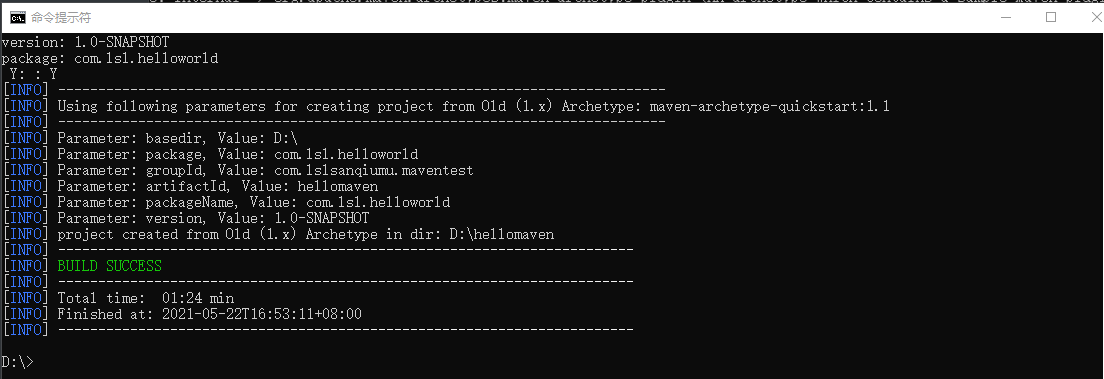 命令提示符
version: 1.0-SNAPSHOT
package: com.lsl.helloworld
 Y: : Y
[INFO] ----------------------------------------------------------------------------
[INFO] Using following parameters for creating project from Old (1.x) Archetype: maven-archetype-quickstart:1.1
[INFO] ----------------------------------------------------------------------------
[INFO] Parameter: basedir, Value: D:\
[INFO] Parameter: package, Value: com.lsl.helloworld
[INFO] Parameter: groupId, Value: com.lslsanqiumu.maventest
[INFO] Parameter: artifactId, Value: hellomaven
[INFO] Parameter: packageName, Value: com.lsl.helloworld
[INFO] Parameter: version, Value: 1.0-SNAPSHOT
[INFO] project created from Old (1.x) Archetype in dir: D:\hellomaven
[INFO] ------------------------------------------------------------------------
[INFO] BUILD SUCCESS
[INFO] ------------------------------------------------------------------------
[INFO] Total time:  01:24 min
[INFO] Finished at: 2021-05-22T16:53:11+08:00
[INFO] ------------------------------------------------------------------------
D:\>